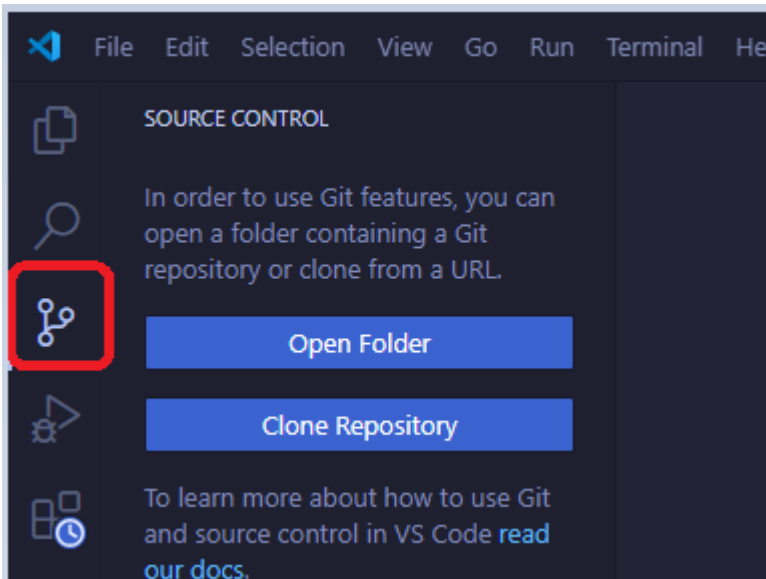 File Edit Selection View Go Run Terminal He
SOURCE CONTROL
In order to use Git features, you can
open a folder containing a Git
repository or clone from a URL.
Open Folder
Clone Repository
To learn more about how to use Git
and source control in VS Code read
our docs.